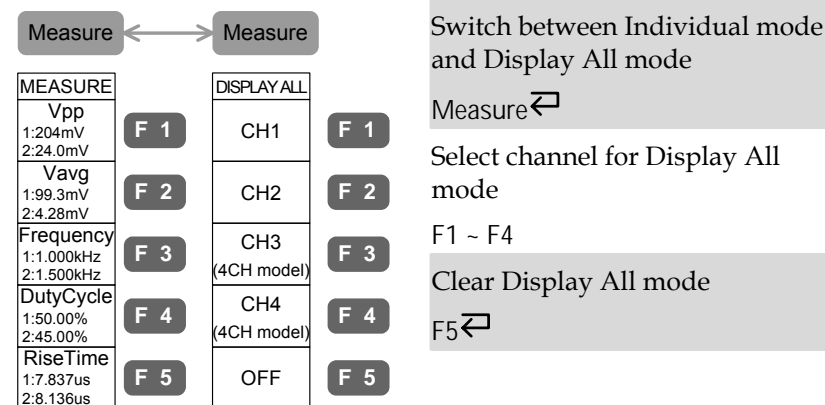 Measure
Measure
MEASURE
Vpp
1:204mV
2:24.0mV
F 1
Vavg
1:99.3mV
2:4.28mV
F 2
Frequency
1:1.000kHz
2:1.500kHz
F 3
DutyCycle
1:50.00%
2:45.00%
F 4
RiseTime
1:7.837us
2:8.136us
F 5
DISPLAY ALL
CH1
F 1
CH2
F 2
CH3
(4CH model)
F 3
CH4
(4CH model)
F 4
OFF
F 5
Switch between Individual mode
and Display All mode
Measure
Select channel for Display All
mode
F1 ~ F4
Clear Display All mode
F5